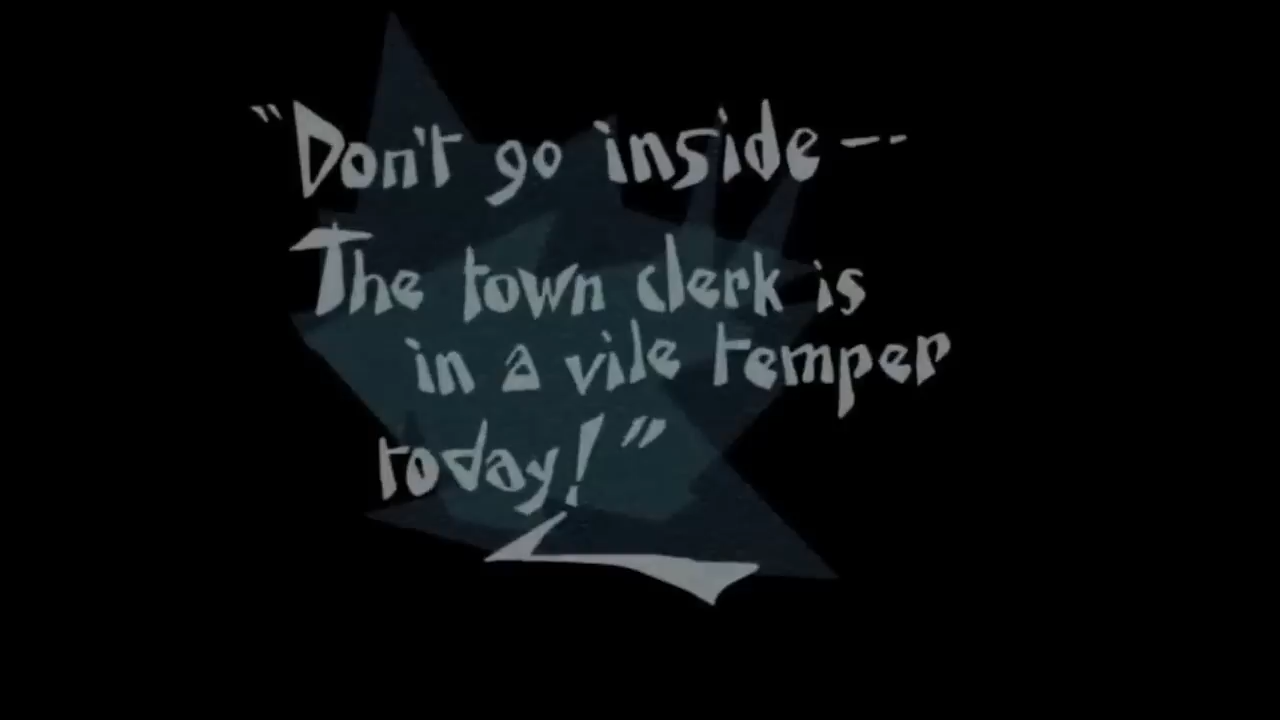 “Don't go inside--
The town clerk is
in a vile temper
today!”